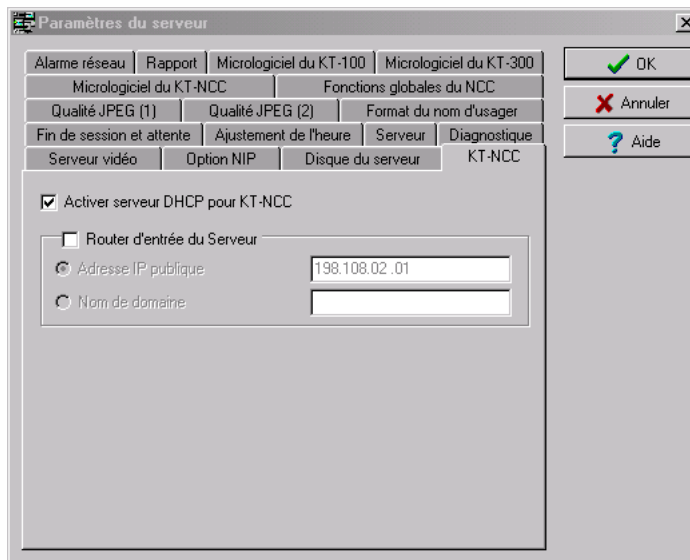 Paramètres du serveur
Alarme réseau Rapport Micrologiciel du KT-100 Micrologiciel du KT-300
Micrologiciel du KT-NCC Fonctions globales du NCC
Qualité JPEG (1) Qualité JPEG (2) Format du nom d'usager
Fin de session et attente Ajustement de l'heure Serveur Diagnostique
Serveur vidéo Option NIP Disque du serveur KT-NCC
OK
Annuler
Aide
Activer serveur DHCP pour KT-NCC
Router d'entrée du Serveur
Adresse IP publique 198.108.02 .01
Nom de domaine